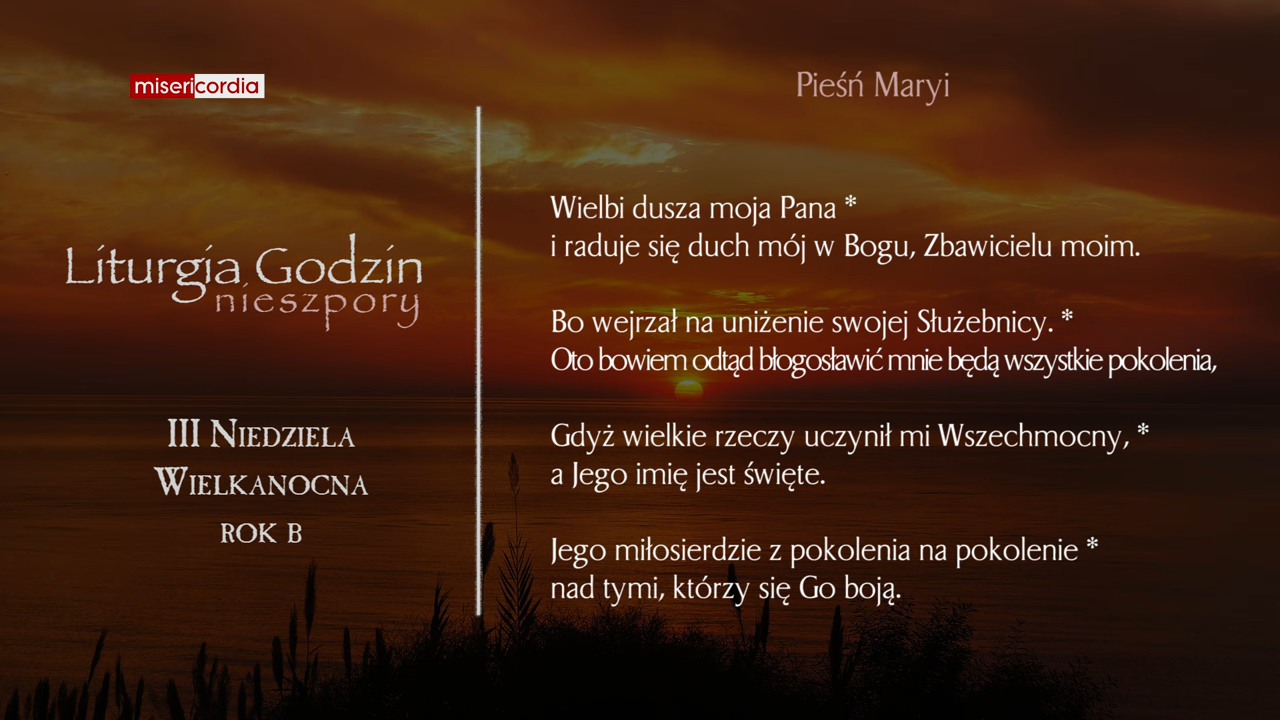 misericordia
Liturgia Godzin
nieszpory
III Niedziela
Wielkanocna
rok B
Pieśń Maryi
Wielbi dusza moja Pana *
i raduje się duch mój w Bogu, Zbawicielu moim.
Bo wejrzał na uniżenie swojej Służebnicy. *
Oto bowiem odtąd błogosławić mnie będą wszystkie pokolenia,
Gdyż wielkie rzeczy uczynił mi Wszechmocny, *
a Jego imię jest święte.
Jego miłosierdzie z pokolenia na pokolenie *
nad tymi, którzy się Go boją.